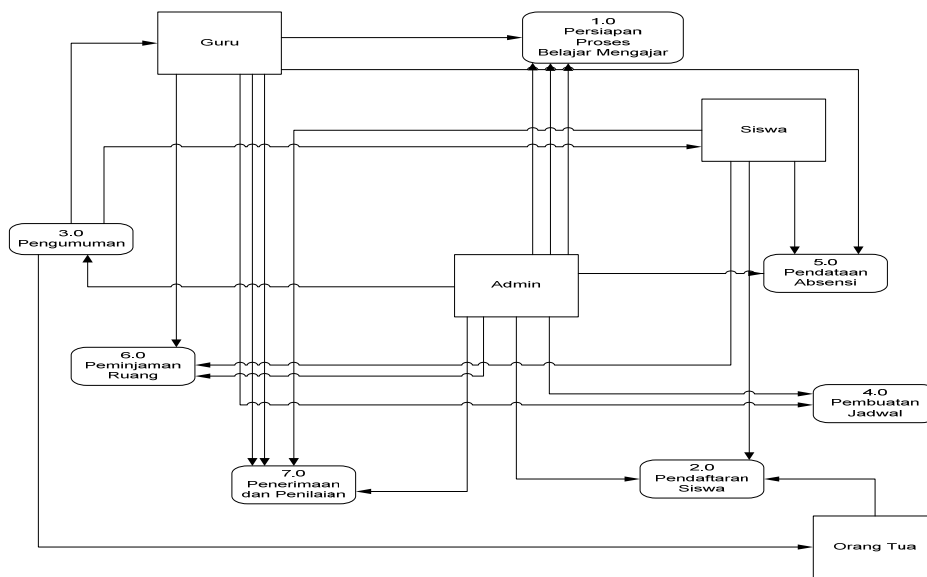 Guru
1.0
Persiapan
Proses
Belajar Mengajar
Siswa
3.0
Pengumuman
Admin
5.0
Pendataan
Absensi
6.0
Peminjaman
Ruang
4.0
Pembuatan
Jadwal
7.0
Penerimaan
dan Penilaian
2.0
Pendaftaran
Siswa
Orang Tua